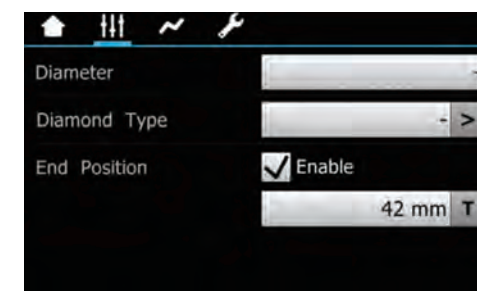 Diameter -
Diamond Type - >
End Position Enable
42 mm T